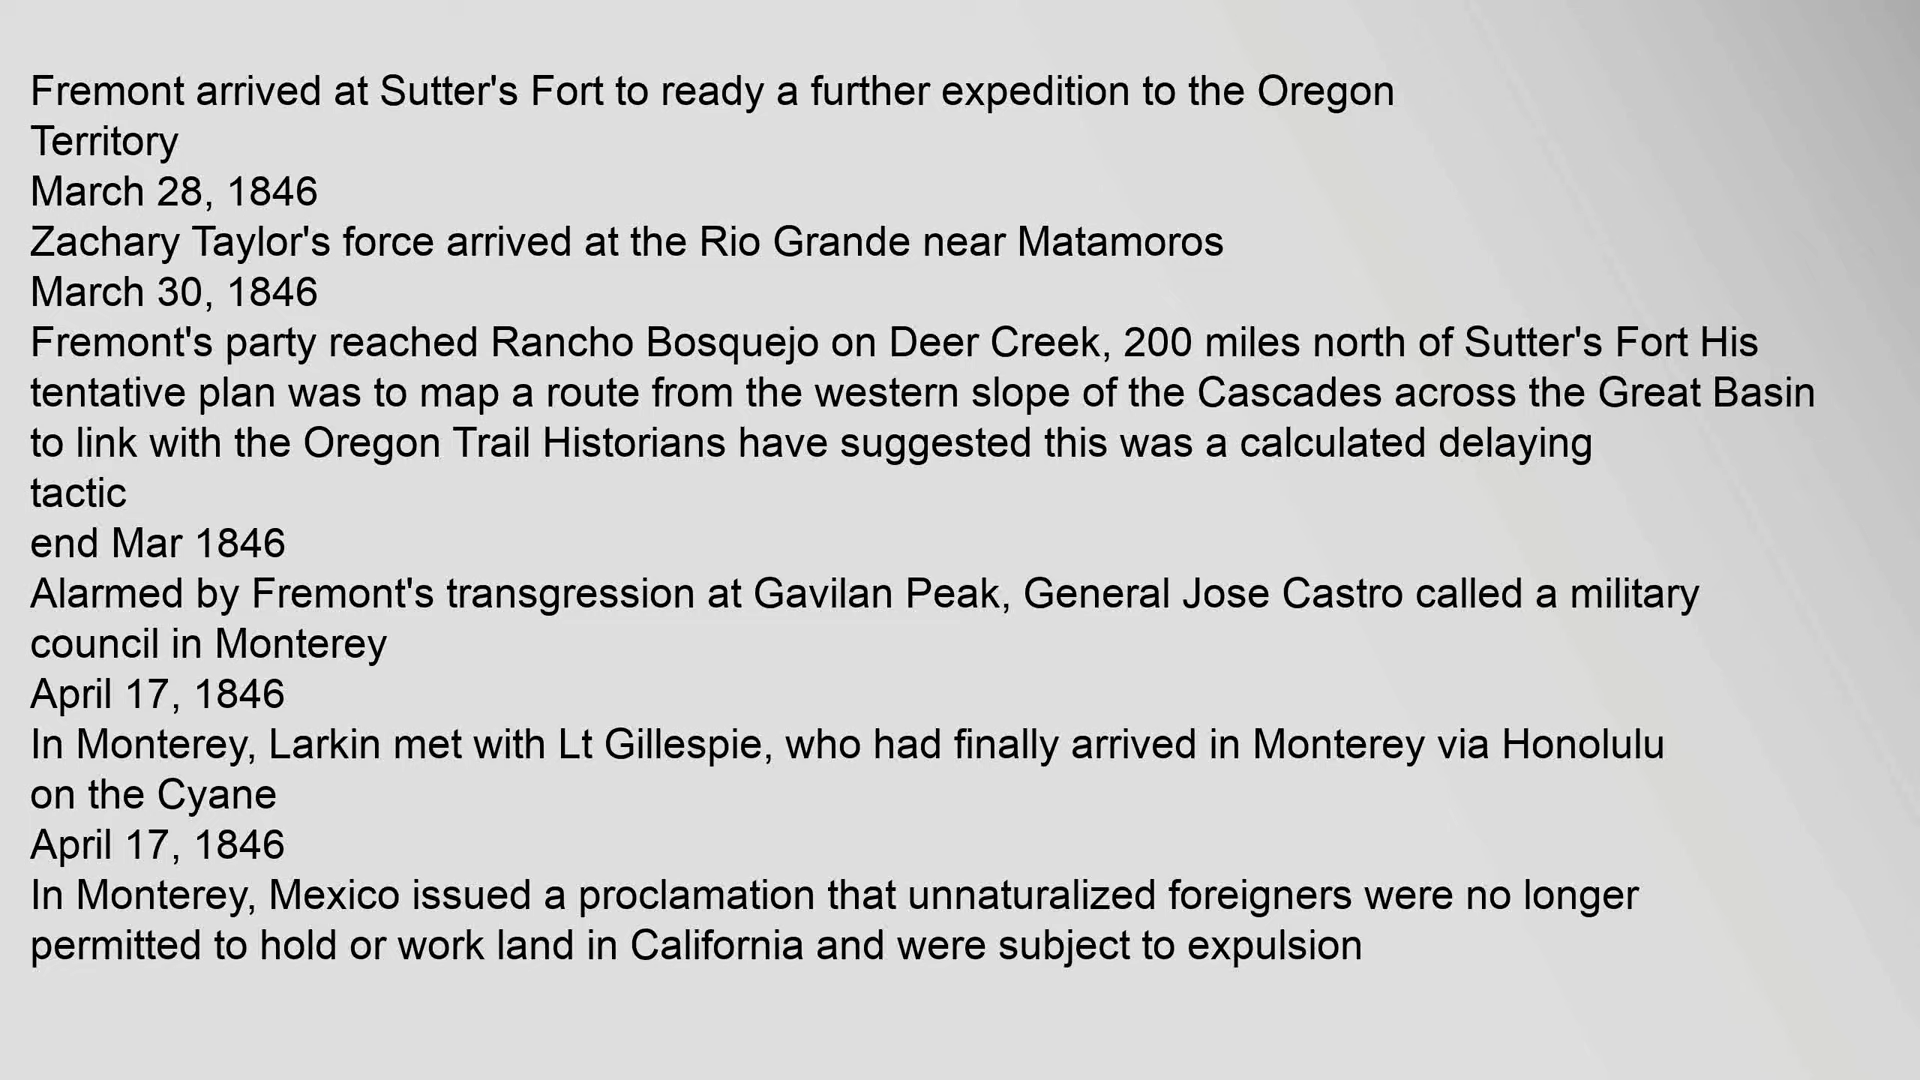 Fremont arrived at Sutter's Fort to ready a further expedition to the Oregon
Territory
March 28, 1846
Zachary Taylor's force arrived at the Rio Grande near Matamoros
March 30, 1846
Fremont's party reached Rancho Bosquejo on Deer Creek, 200 miles north of Sutter's Fort His
tentative plan was to map a route from the western slope of the Cascades across the Great Basin
to link with the Oregon Trail Historians have suggested this was a calculated delaying
tactic
end Mar 1846
Alarmed by Fremont's transgression at Gavilan Peak, General Jose Castro called a military
council in Monterey
April 17, 1846
In Monterey, Larkin met with Lt Gillespie, who had finally arrived in Monterey via Honolulu
on the Cyane
April 17, 1846
In Monterey, Mexico issued a proclamation that unnaturalized foreigners were no longer
permitted to hold or work land in California and were subject to expulsion